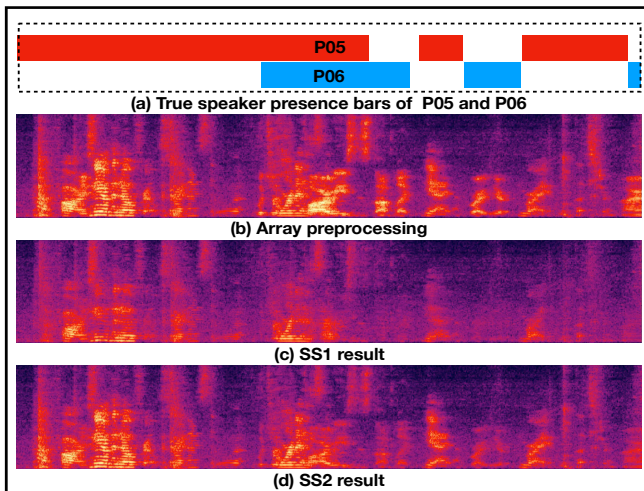 P05
P06
(a) True speaker presence bars of P05 and P06
(b) Array preprocessing
(c) SS1 result
(d) SS2 result